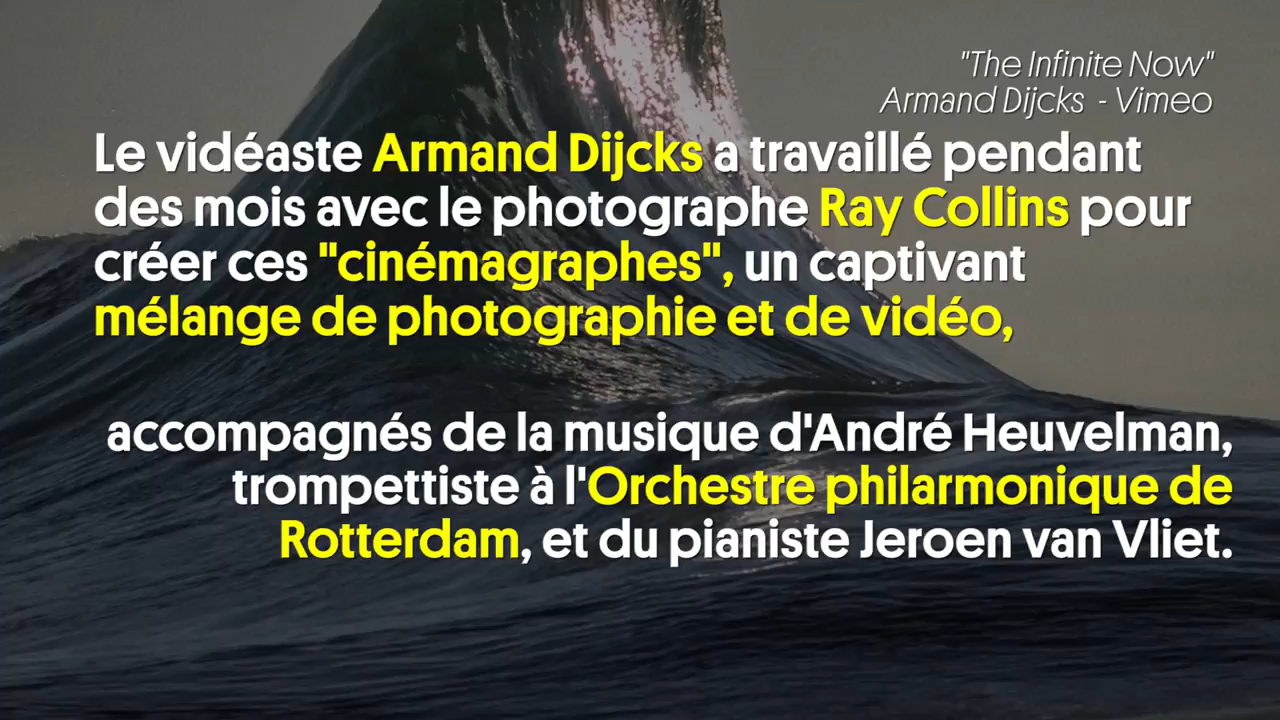 "The Infinite Now"
Armand Dijcks - Vimeo
Le vidéaste Armand Dijcks a travaillé pendant
des mois avec le photographe Ray Collins pour
créer ces "cinémagraphes", un captivant
mélange de photographie et de vidéo,
accompagnés de la musique d'André Heuvelman,
trompettiste à l'Orchestre philarmonique de
Rotterdam, et du pianiste Jeroen van Vliet.